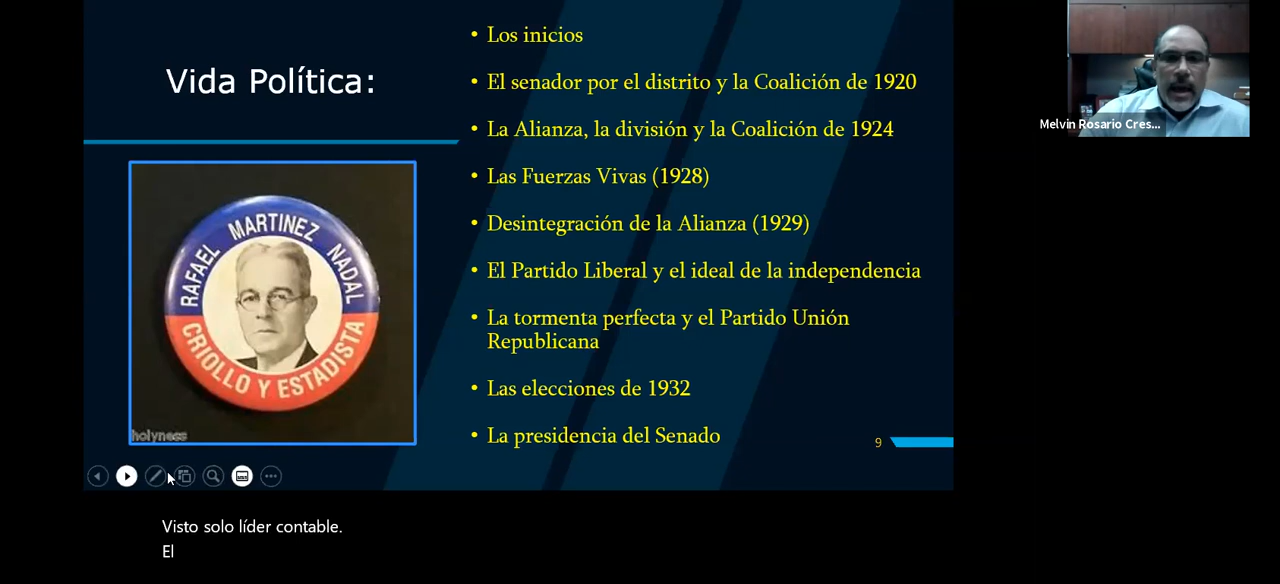 Vida Política:
• Los inicios
• El senador por el distrito y la Coalición de 1920
• La Alianza, la división y la Coalición de 1924
• Las Fuerzas Vivas (1928)
• Desintegración de la Alianza (1929)
• El Partido Liberal y el ideal de la independencia
• La tormenta perfecta y el Partido Unión
Republicana
• Las elecciones de 1932
• La presidencia del Senado
RAFAEL MARTINEZ NADAL
CRIOLLO Y ESTADISTA
holyness
9
Melvin Rosario Cres...
Visto solo líder contable.
El